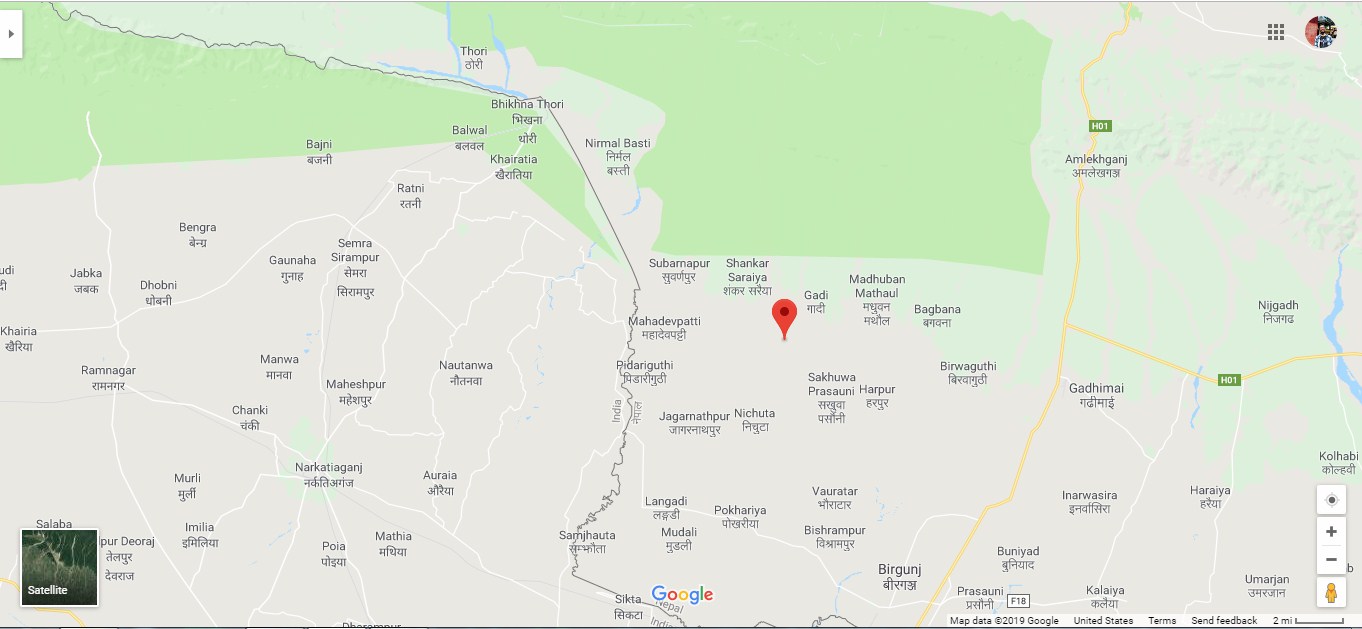 Thori
ठोरी
Bhikhna Thori
भिखना
थोरी
Balwal
बलवल
Khairatia
खैरातिया
Bajni
बजनी
Nirmal Basti
निर्मल
बस्ती
H01
Amlekhganj
अमलेखगञ्ज
Ratni
रतनी
Bengra
बेन्ग्र
Semra
Sirampur
सेमरा
सिरामपुर
Gaunaha
गुनाह
Jabka
जबक
Dhobni
धोबनी
Subarnapur
सुवर्णपुर
Shankar
Saraiya
शंकर सरैया
Gadi
गादी
Madhuban
Mathaul
मधुवन
मथौल
Bagbana
बगवना
Nijgadh
निजगढ
Khairia
खैरिया
Mahadevpatti
महादेवपट्टी
Ramnagar
रामनगर
Manwa
मानवा
Maheshpur
महेशपुर
Nautanwa
नौतनवा
Pidariguthi
पिडारीगुठी
Sakhuwa
Prasauni
सखुवा
पर्सौनी
Harpur
हरपुर
Birwaguthi
बिरवागुठी
H01
Gadhimai
गढीमाई
Chanki
चंकी
India
नेपाल
Jagarnathpur
जागरनाथपुर
Nichuta
निचुटा
Narkatiaganj
नर्कतिअगंज
Murli
मुर्ली
Auraia
औरैया
Kolhabi
कोल्हवी
Langadi
लङ्गडी
Pokhariya
पोखरीया
Vauratar
भौराटार
Inarwasira
इनर्वासिरा
Haraiya
हरैया
Salaba
lpur Deoraj
तेलपुर
देवराज
Imilia
इमिलिया
Poia
पोइया
Mathia
मथिया
Samjhauta
सम्झौता
Mudali
मुडली
Bishrampur
विश्रामपुर
Birgunj
बीरगञ्ज
Buniyad
बुनियाद
Prasauni
प्रसौनी
F18
Kalaiya
कलैया
Umarjan
उमरजान
Satellite
Sikta
सिकटा
Google
Nepal
India
Dharampur
Map data ©2019 Google United States Terms Send feedback 2 mi